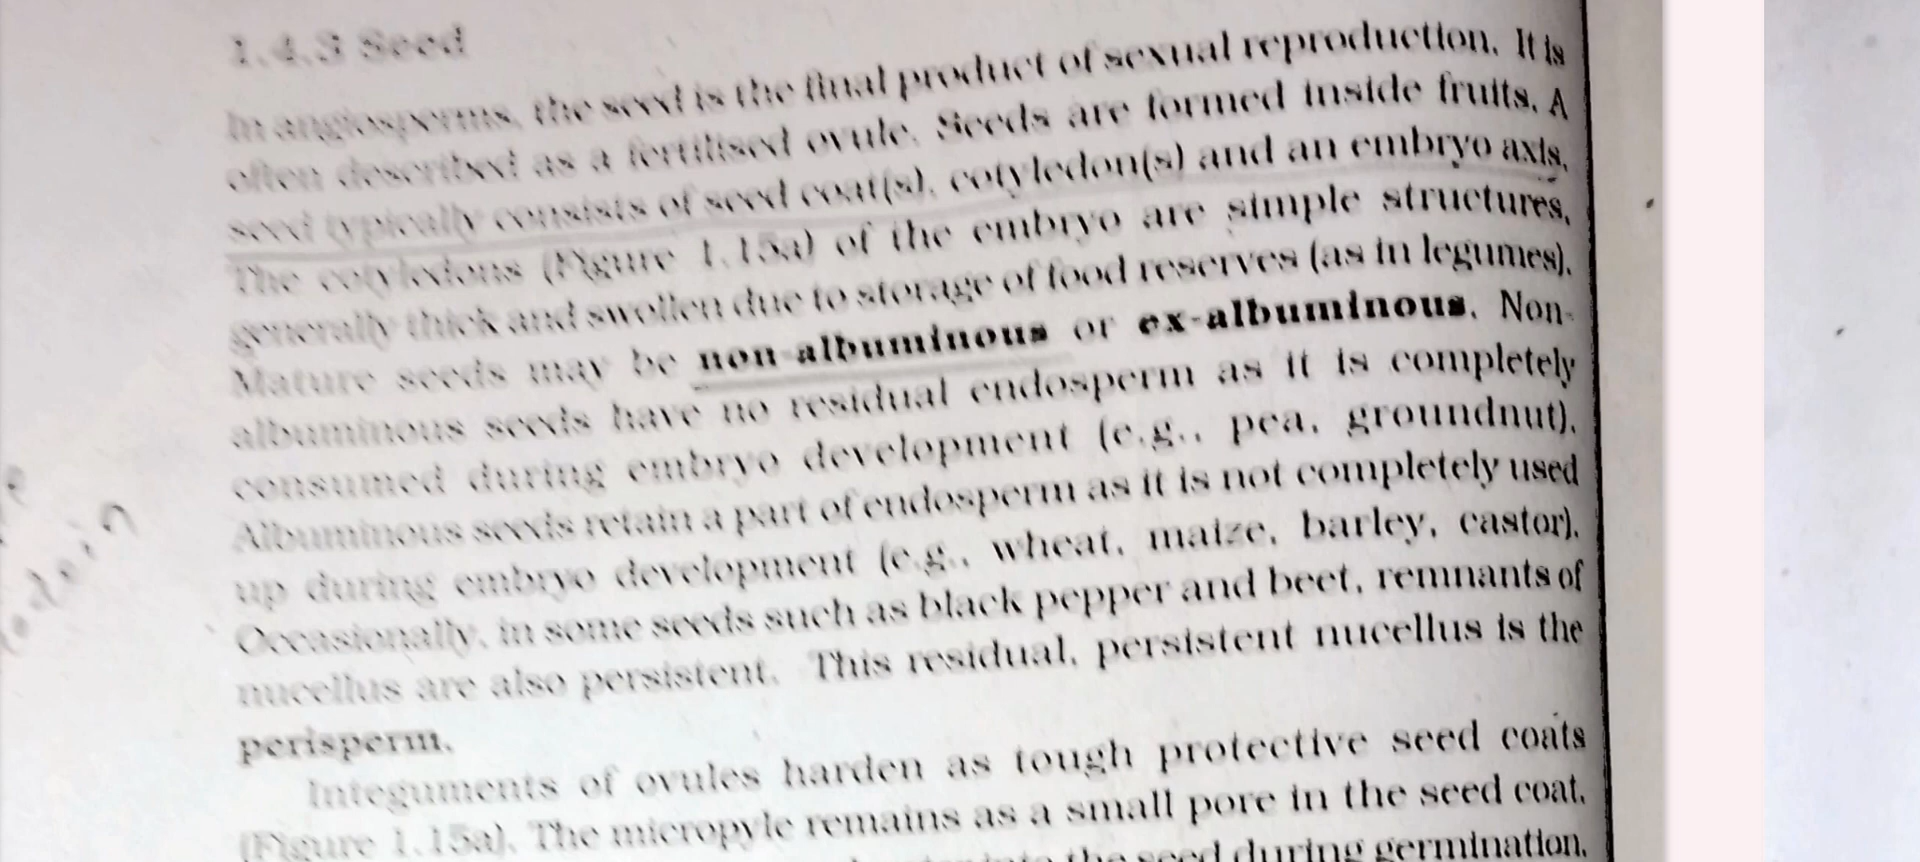 1.4.3 Seed
In angiosperms, the seed is the final product of sexual reproduction. It is
often described as a fertilised ovule. Seeds are formed inside fruits. A
seed typically consists of seed coat(s), cotyledon(s) and an embryo axis.
The cotyledons (Figure 1.15a) of the embryo are simple structures,
generally thick and swollen due to storage of food reserves (as in legumes).
Mature seeds may be non-albuminous or ex-albuminous. Non-
albuminous seeds have no residual endosperm as it is completely
consumed during embryo development (e.g., pea, groundnut).
Albuminous seeds retain a part of endosperm as it is not completely used
up during embryo development (e.g., wheat, maize, barley, castor).
Occasionally, in some seeds such as black pepper and beet, remnants of
nucellus are also persistent. This residual, persistent nucellus is the
perisperm.
Integuments of ovules harden as tough protective seed coats
(Figure 1.15a). The micropyle remains as a small pore in the seed coat.
into the seed during germination.